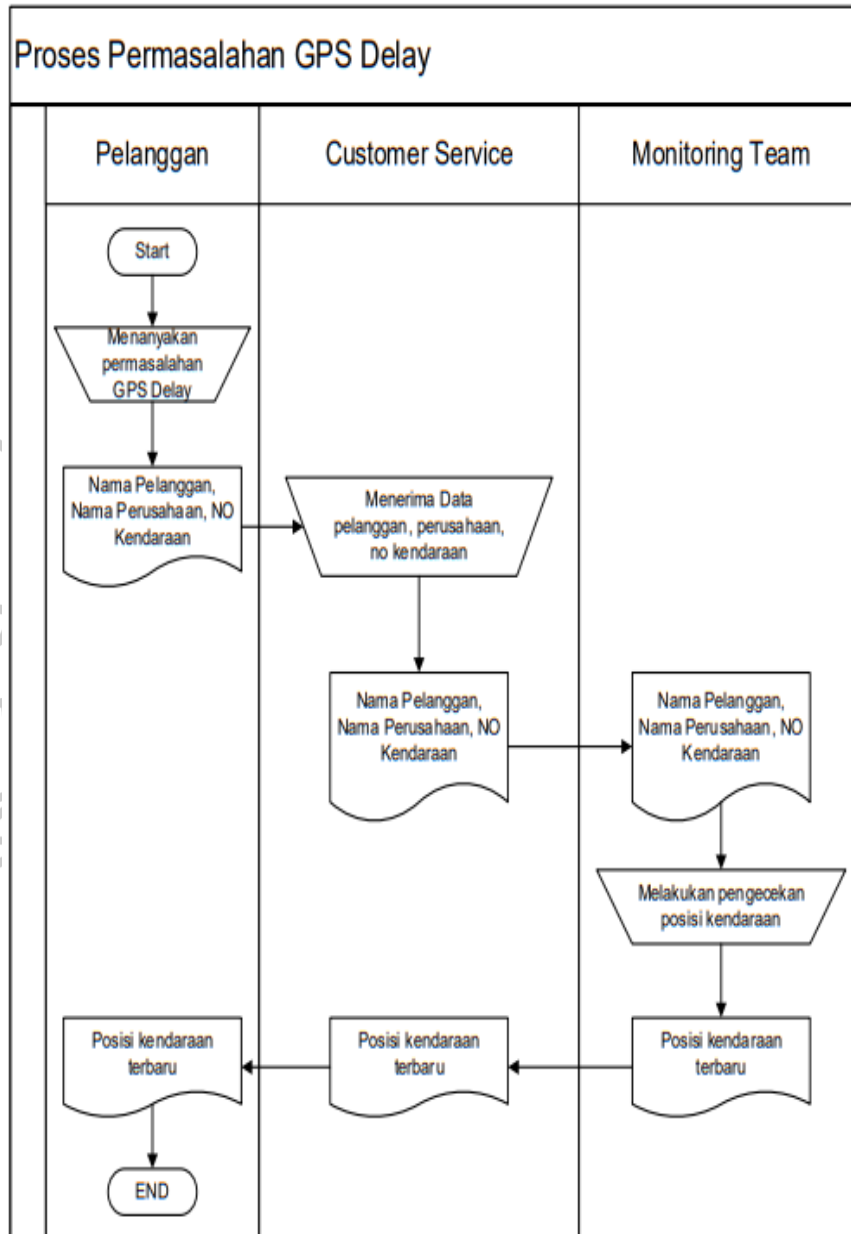 Proses Permasalahan GPS Delay
Pelanggan
Customer Service
Monitoring Team
Start
Menanyakan
permasalahan
GPS Delay
Nama Pelanggan,
Nama Perusahaan, NO
Kendaraan
Menerima Data
pelanggan, perusahaan,
no kendaraan
Nama Pelanggan,
Nama Perusahaan, NO
Kendaraan
Nama Pelanggan,
Nama Perusahaan, NO
Kendaraan
Melakukan pengecekan
posisi kendaraan
Posisi kendaraan
terbaru
Posisi kendaraan
terbaru
Posisi kendaraan
terbaru
END